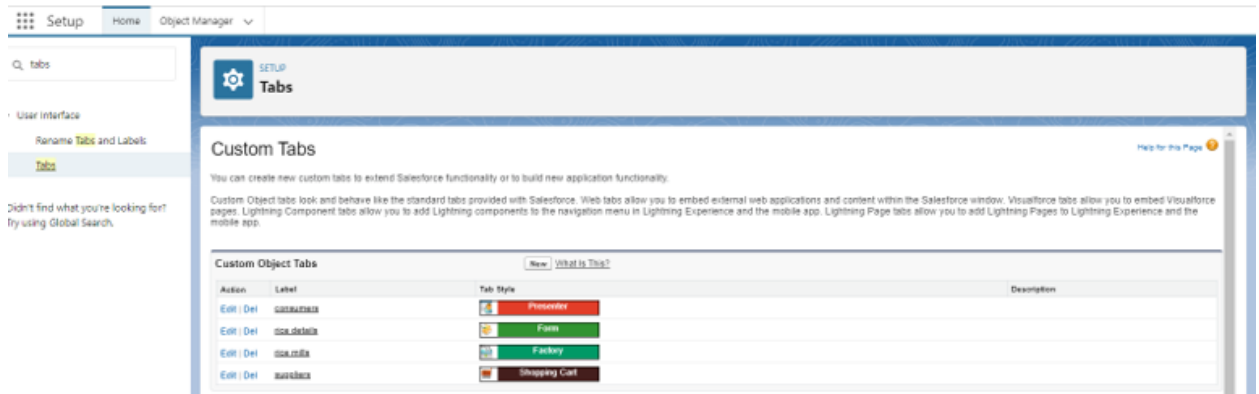 Setup Home Object Manager
tabs
SETUP
Tabs
User Interface
Rename Tabs and Labels
Tabs
Didn't find what you're looking for?
Try using Global Search.
Custom Tabs
Help for this Page
You can create new custom tabs to extend Salesforce functionality or to build new application functionality.
Custom Object tabs look and behave like the standard tabs provided with Salesforce. Web tabs allow you to embed external web applications and content within the Salesforce window. Visualforce tabs allow you to embed Visualforce
pages. Lightning Component tabs allow you to add Lightning components to the navigation menu in Lightning Experience and the mobile app. Lightning Page tabs allow you to add Lightning Pages to Lightning Experience and the
mobile app.
Custom Object Tabs New What Is This?
Action Label Tab Style Description
Edit | Del consumers Presenter
Edit | Del rice details Form
Edit | Del rice mills Factory
Edit | Del suppliers Shopping Cart